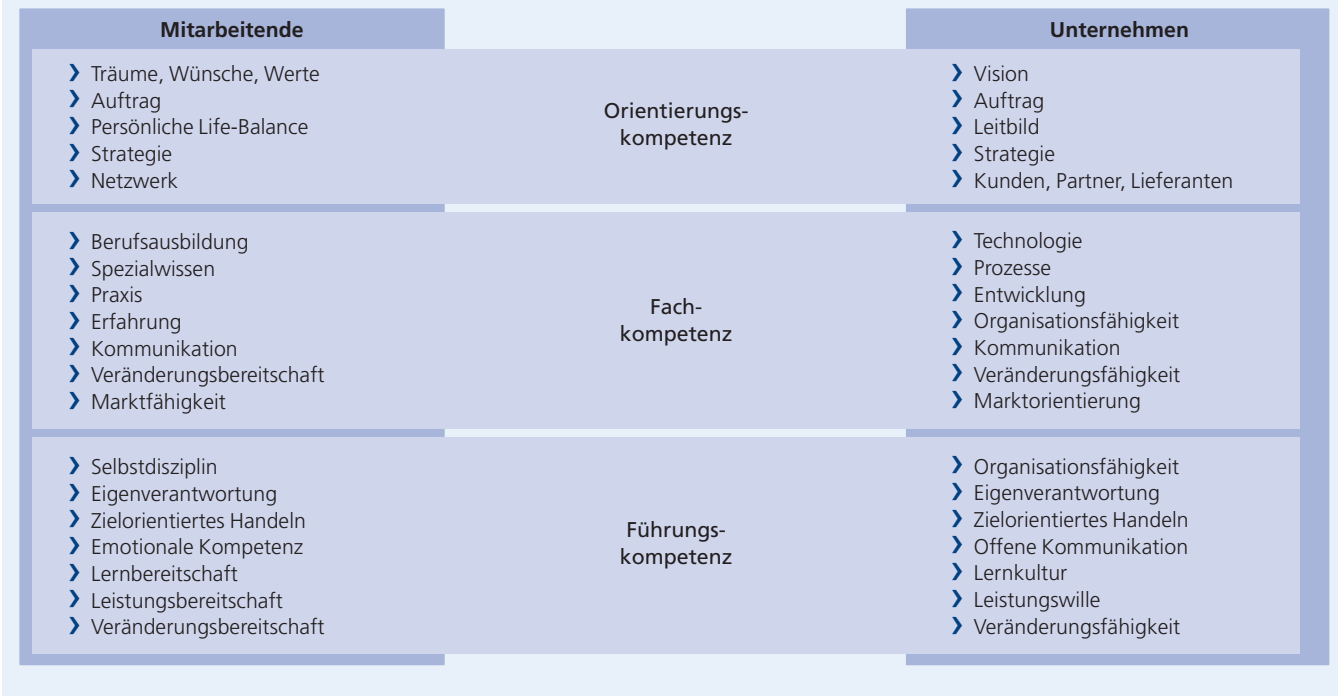 Mitarbeitende
Unternehmen
❯ Träume, Wünsche, Werte
❯ Auftrag
❯ Persönliche Life-Balance
❯ Strategie
❯ Netzwerk
Orientierungs-
kompetenz
❯ Vision
❯ Auftrag
❯ Leitbild
❯ Strategie
❯ Kunden, Partner, Lieferanten
❯ Berufsausbildung
❯ Spezialwissen
❯ Praxis
❯ Erfahrung
❯ Kommunikation
❯ Veränderungsbereitschaft
❯ Marktfähigkeit
Fach-
kompetenz
❯ Technologie
❯ Prozesse
❯ Entwicklung
❯ Organisationsfähigkeit
❯ Kommunikation
❯ Veränderungsfähigkeit
❯ Marktorientierung
❯ Selbstdisziplin
❯ Eigenverantwortung
❯ Zielorientiertes Handeln
❯ Emotionale Kompetenz
❯ Lernbereitschaft
❯ Leistungsbereitschaft
❯ Veränderungsbereitschaft
Führungs-
kompetenz
❯ Organisationsfähigkeit
❯ Eigenverantwortung
❯ Zielorientiertes Handeln
❯ Offene Kommunikation
❯ Lernkultur
❯ Leistungswille
❯ Veränderungsfähigkeit